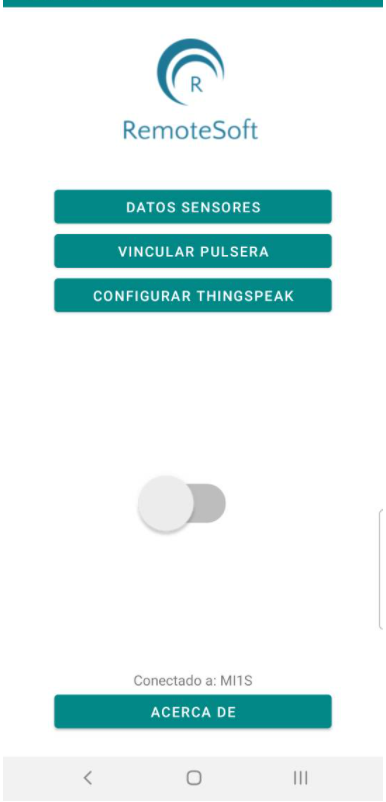 R
RemoteSoft
DATOS SENSORES
VINCULAR PULSERA
CONFIGURAR THINGSPEAK
Conectado a: MI1S
ACERCA DE